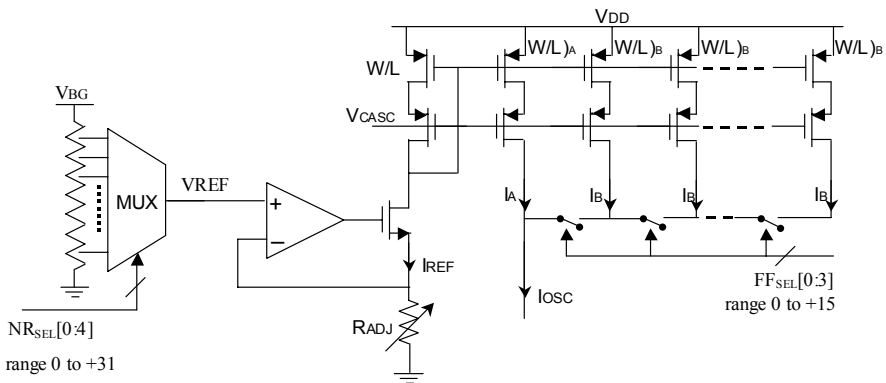 VDD
W/L
W/L)A
W/L)B
W/L)B
W/L)B
VBG
VCASC
MUX
VREF
+
−
IREF
RADJ
IA
IB
IB
IB
IOSC
NRSEL[0:4]
range 0 to +31
FFSEL[0:3]
range 0 to +15